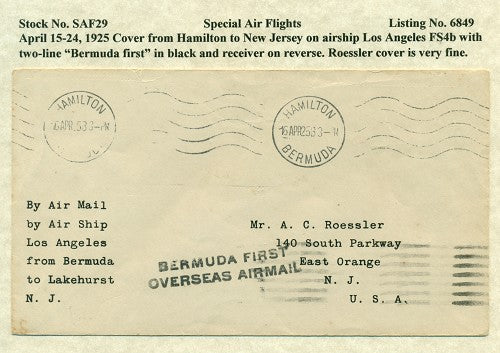 Stock No. SAF29 Special Air Flights Listing No. 6849
April 15-24, 1925 Cover from Hamilton to New Jersey on airship Los Angeles FS4b with
two-line “Bermuda first” in black and receiver on reverse. Roessler cover is very fine.
HAMILTON
HAMILTON
16APR253-PM
BERMUDA
By Air Mail
by Air Ship
Los Angeles
from Bermuda
to Lakehurst
N. J.
Mr. A. C. Roessler
140 South Parkway
East Orange
N. J.
U. S. A.
BERMUDA FIRST
OVERSEAS AIRMAIL